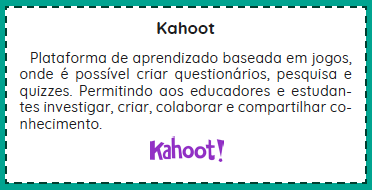 Kahoot
Plataforma de aprendizado baseada em jogos,
onde é possível criar questionários, pesquisa e
quizzes. Permitindo aos educadores e estudan-
tes investigar, criar, colaborar e compartilhar co-
nhecimento.
Kahoot!